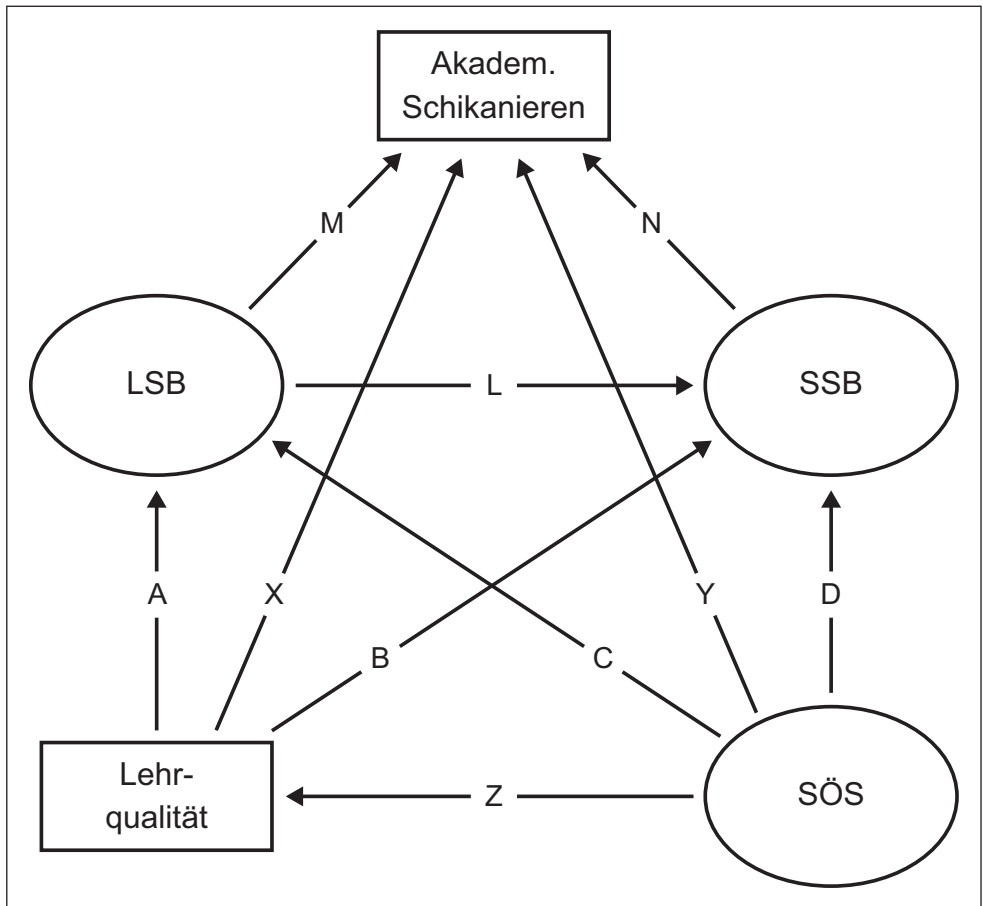 Akadem.
Schikanieren
M
N
LSB
L
SSB
A
X
Y
D
B
C
Lehr-
qualität
Z
SÖS